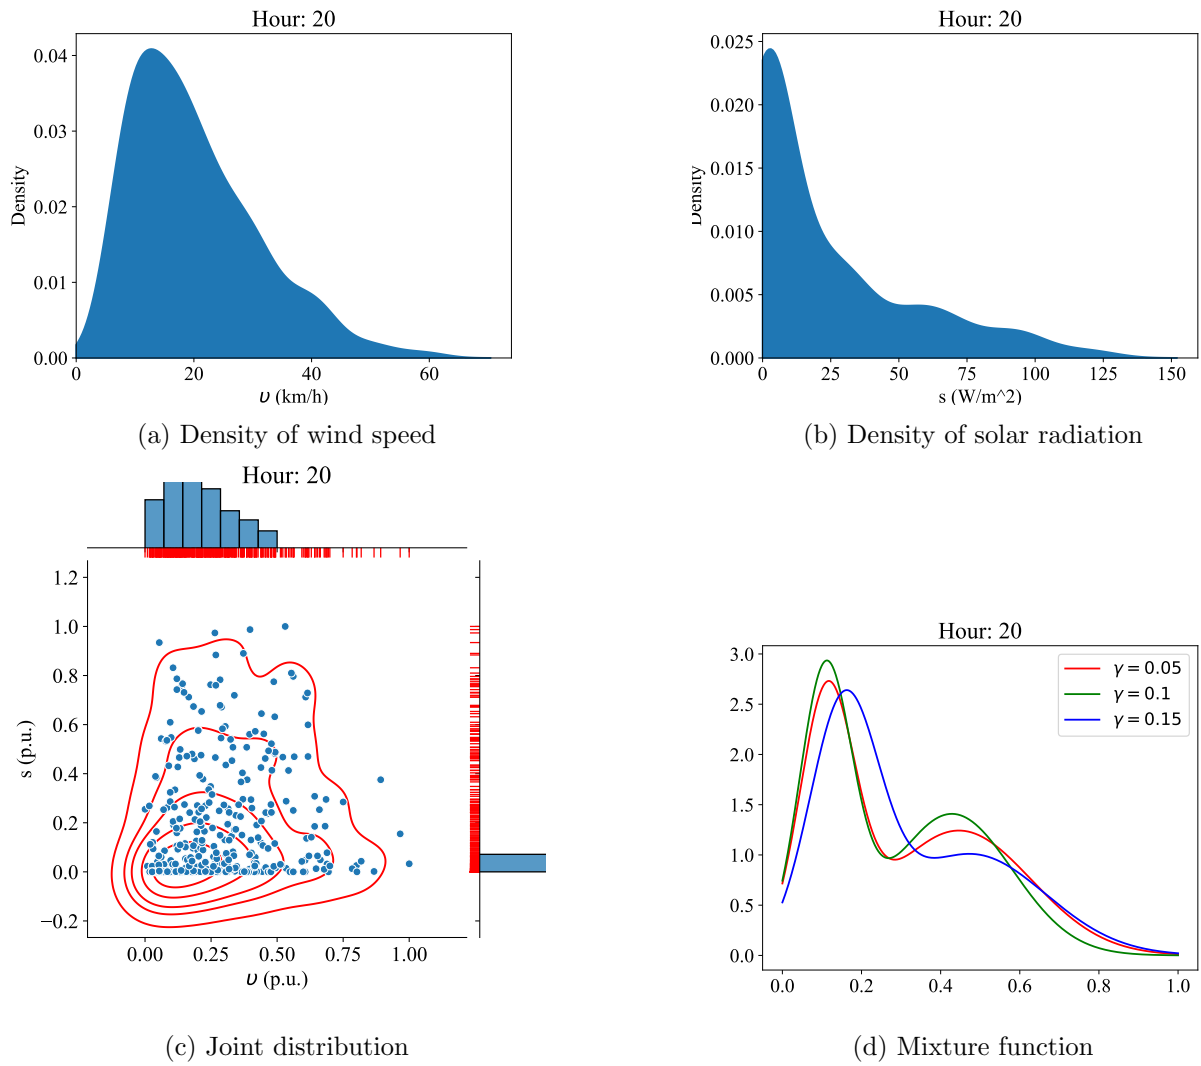 Hour: 20
0.04
0.03
0.02
0.01
0.00
Density
0 20 40 60
υ (km/h)
(a) Density of wind speed
Hour: 20
0.025
0.020
0.015
0.010
0.005
0.000
Density
0 25 50 75 100 125 150
s (W/m^2)
(b) Density of solar radiation
Hour: 20
1.2
1.0
0.8
0.6
0.4
0.2
0.0
−0.2
s (p.u.)
0.00 0.25 0.50 0.75 1.00
υ (p.u.)
(c) Joint distribution
Hour: 20
3.0
2.5
2.0
1.5
1.0
0.5
0.0
γ = 0.05
γ = 0.1
γ = 0.15
0.0 0.2 0.4 0.6 0.8 1.0
(d) Mixture function